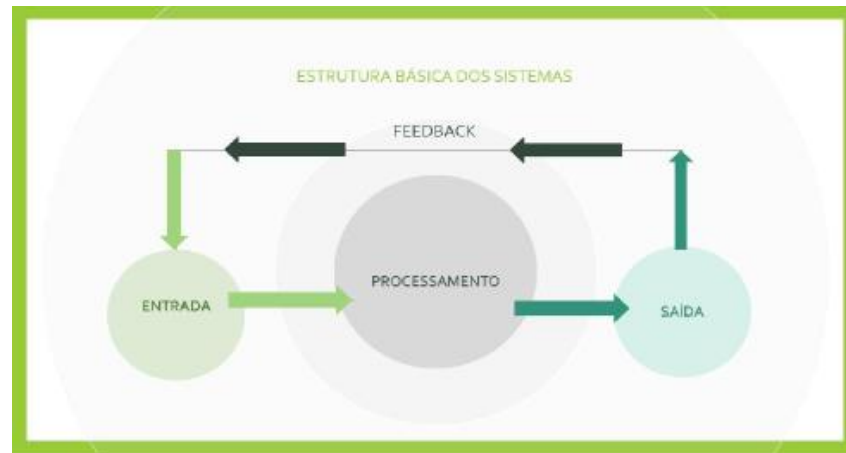 ESTRUTURA BÁSICA DOS SISTEMAS
FEEDBACK
PROCESSAMENTO
ENTRADA
SAÍDA